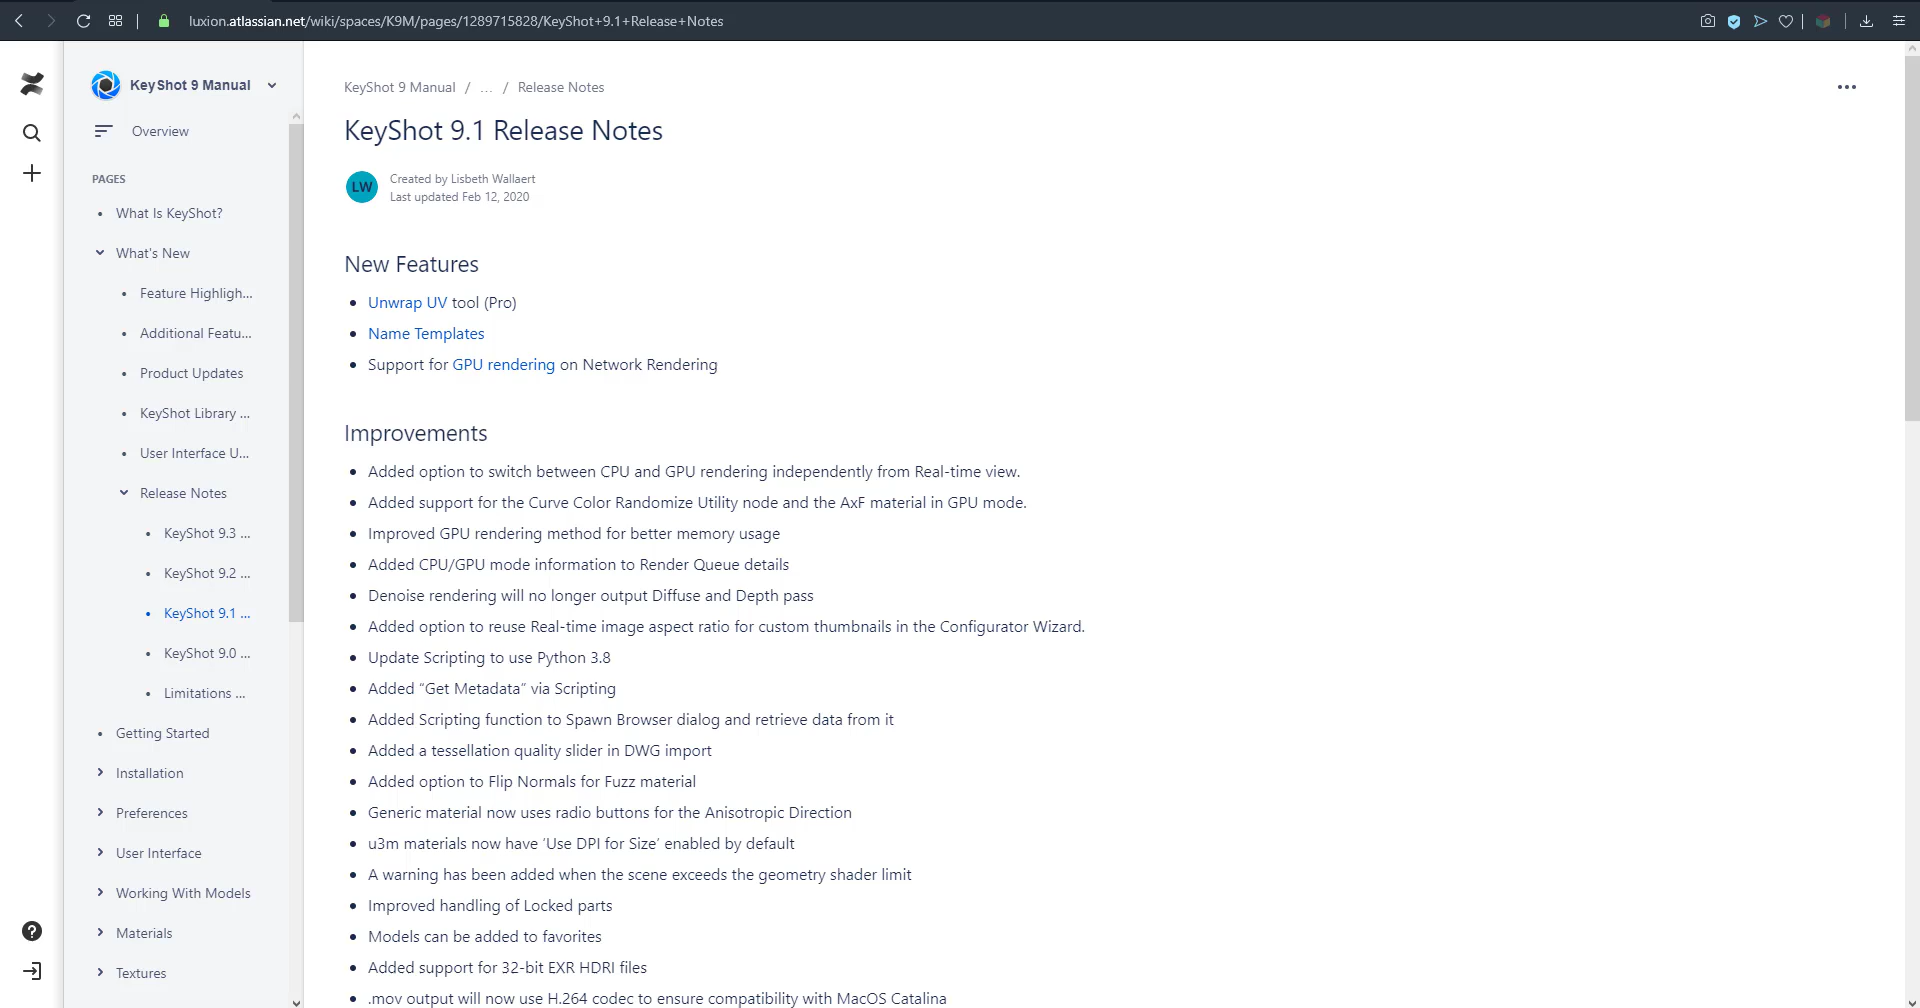 luxion.atlassian.net/wiki/spaces/K9M/pages/1289715828/KeyShot+9.1+Release+Notes
KeyShot 9 Manual
Overview
PAGES
What Is KeyShot?
What's New
Feature Highligh...
Additional Featu...
Product Updates
KeyShot Library ...
User Interface U...
Release Notes
KeyShot 9.3 ...
KeyShot 9.2 ...
KeyShot 9.1 ...
KeyShot 9.0 ...
Limitations ...
Getting Started
Installation
Preferences
User Interface
Working With Models
Materials
Textures
KeyShot 9 Manual / ... / Release Notes
KeyShot 9.1 Release Notes
LW
Created by Lisbeth Wallaert
Last updated Feb 12, 2020
New Features
• Unwrap UV tool (Pro)
• Name Templates
• Support for GPU rendering on Network Rendering
Improvements
• Added option to switch between CPU and GPU rendering independently from Real-time view.
• Added support for the Curve Color Randomize Utility node and the AxF material in GPU mode.
• Improved GPU rendering method for better memory usage
• Added CPU/GPU mode information to Render Queue details
• Denoise rendering will no longer output Diffuse and Depth pass
• Added option to reuse Real-time image aspect ratio for custom thumbnails in the Configurator Wizard.
• Update Scripting to use Python 3.8
• Added “Get Metadata” via Scripting
• Added Scripting function to Spawn Browser dialog and retrieve data from it
• Added a tessellation quality slider in DWG import
• Added option to Flip Normals for Fuzz material
• Generic material now uses radio buttons for the Anisotropic Direction
• u3m materials now have ‘Use DPI for Size’ enabled by default
• A warning has been added when the scene exceeds the geometry shader limit
• Improved handling of Locked parts
• Models can be added to favorites
• Added support for 32-bit EXR HDRI files
• .mov output will now use H.264 codec to ensure compatibility with MacOS Catalina